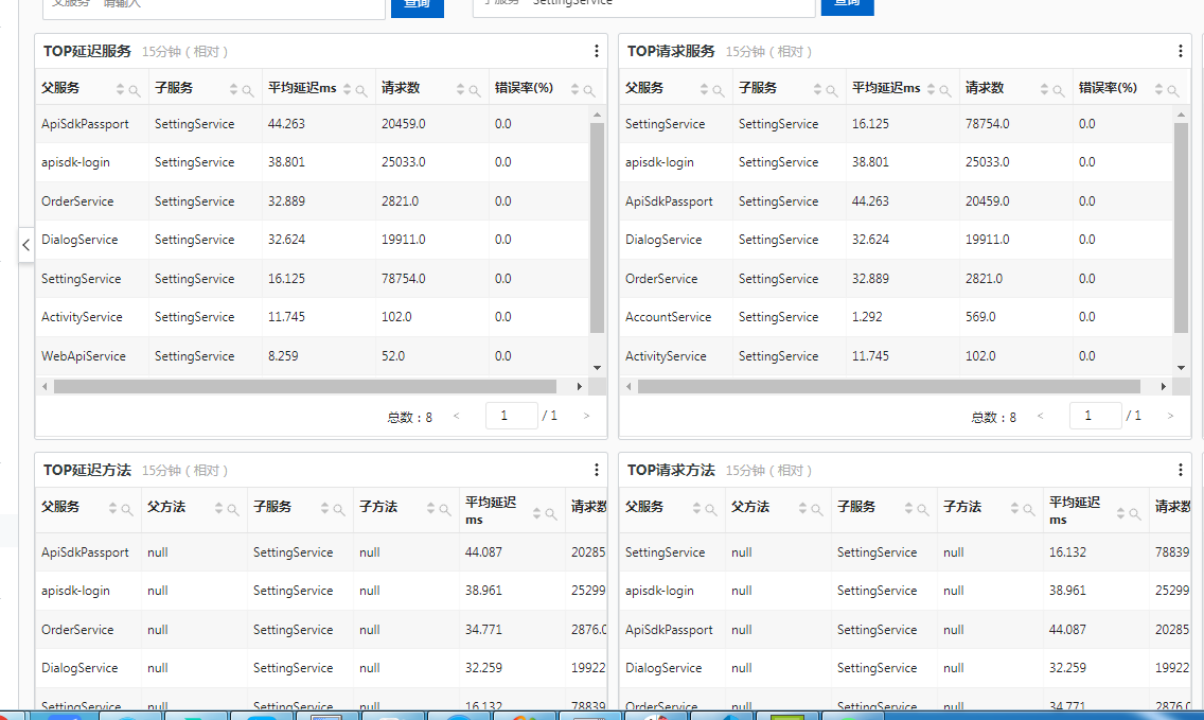 父服务 请输入 查询 子服务 SettingService 查询
TOP延迟服务 15分钟 ( 相对 )
父服务 子服务 平均延迟ms 请求数 错误率(%)
ApiSdkPassport SettingService 44.263 20459.0 0.0
apisdk-login SettingService 38.801 25033.0 0.0
OrderService SettingService 32.889 2821.0 0.0
DialogService SettingService 32.624 19911.0 0.0
SettingService SettingService 16.125 78754.0 0.0
ActivityService SettingService 11.745 102.0 0.0
WebApiService SettingService 8.259 52.0 0.0
总数 : 8 < 1 / 1 >
TOP请求服务 15分钟 ( 相对 )
父服务 子服务 平均延迟ms 请求数 错误率(%)
SettingService SettingService 16.125 78754.0 0.0
apisdk-login SettingService 38.801 25033.0 0.0
ApiSdkPassport SettingService 44.263 20459.0 0.0
DialogService SettingService 32.624 19911.0 0.0
OrderService SettingService 32.889 2821.0 0.0
AccountService SettingService 1.292 569.0 0.0
ActivityService SettingService 11.745 102.0 0.0
总数 : 8 < 1 / 1 >
TOP延迟方法 15分钟 ( 相对 )
父服务 父方法 子服务 子方法 平均延迟ms 请求数
ApiSdkPassport null SettingService null 44.087 20285
apisdk-login null SettingService null 38.961 25299
OrderService null SettingService null 34.771 2876.0
DialogService null SettingService null 32.259 19922
SettingService null SettingService null 16.132 78839
TOP请求方法 15分钟 ( 相对 )
父服务 父方法 子服务 子方法 平均延迟ms 请求数
SettingService null SettingService null 16.132 78839
apisdk-login null SettingService null 38.961 25299
ApiSdkPassport null SettingService null 44.087 20285
DialogService null SettingService null 32.259 19922
OrderService null SettingService null 34.771 2876.0